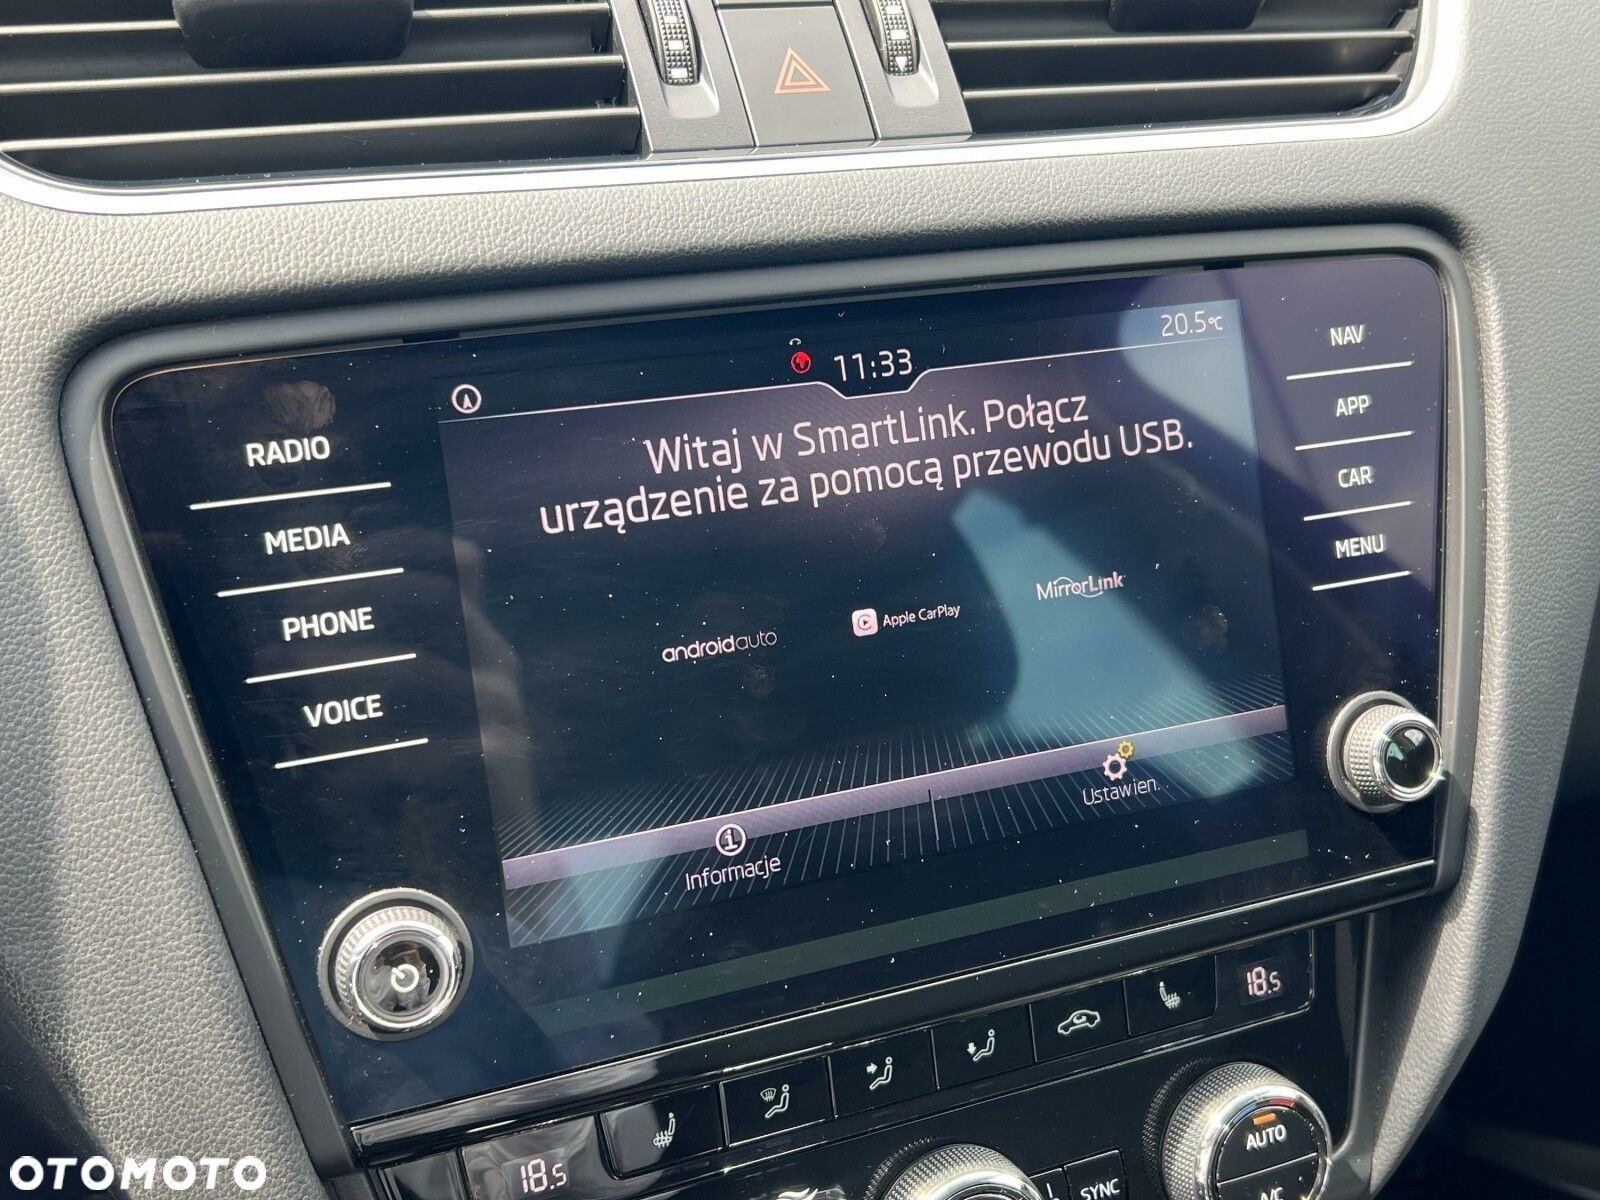 20.5°C
11:33
Witaj w SmartLink. Połącz
urządzenie za pomocą przewodu USB.
androidauto
Apple CarPlay
MirrorLink
Informacje
Ustawien.
RADIO
MEDIA
PHONE
VOICE
NAV
APP
CAR
MENU
18.5
18.5
AUTO
A/C
SYNC
OTOMOTO